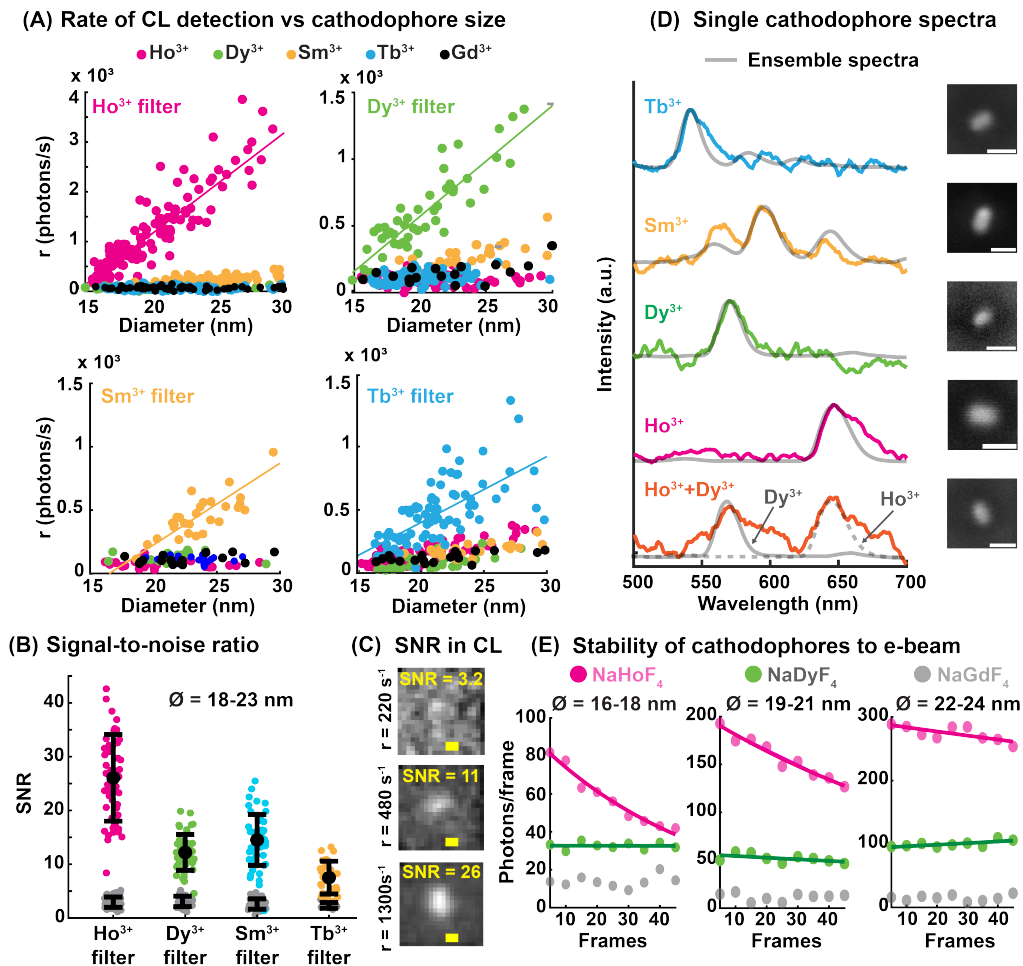 (A) Rate of CL detection vs cathodophore size
Ho³⁺ Dy³⁺ Sm³⁺ Tb³⁺ Gd³⁺
x 10³
Ho³⁺ filter
4
3
2
1
0
r (photons/s)
15 20 25 30
Diameter (nm)
x 10³
Dy³⁺ filter
1.5
1
0.5
0
15 20 25 30
Diameter (nm)
x 10³
Sm³⁺ filter
1.5
1
0.5
0
r (photons/s)
15 20 25 30
Diameter (nm)
x 10³
Tb³⁺ filter
1.5
1
0.5
0
15 20 25 30
Diameter (nm)
(D) Single cathodophore spectra
Ensemble spectra
Tb³⁺
Sm³⁺
Dy³⁺
Ho³⁺
Ho³⁺+Dy³⁺
Dy³⁺
Ho³⁺
Intensity (a.u.)
500 550 600 650 700
Wavelength (nm)
(B) Signal-to-noise ratio
Ø = 18-23 nm
SNR
40
30
20
10
0
Ho³⁺ Dy³⁺ Sm³⁺ Tb³⁺
filter filter filter filter
(C) SNR in CL
SNR = 3.2
r = 220 s⁻¹
SNR = 11
r = 480 s⁻¹
SNR = 26
r = 1300s⁻¹
(E) Stability of cathodophores to e-beam
NaHoF₄ NaDyF₄ NaGdF₄
Ø = 16-18 nm
Photons/frame
100
80
60
40
20
0
10 20 30 40
Frames
Ø = 19-21 nm
200
150
100
50
0
10 20 30 40
Frames
Ø = 22-24 nm
300
200
100
0
10 20 30 40
Frames